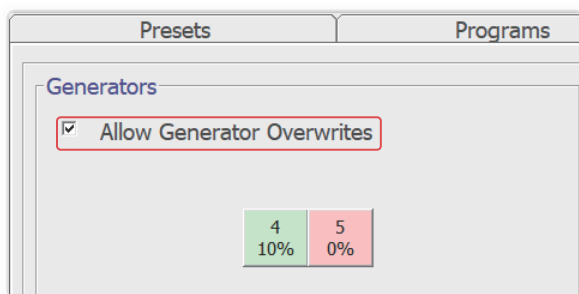 Presets Programs
Generators
Allow Generator Overwrites
4 5
10% 0%